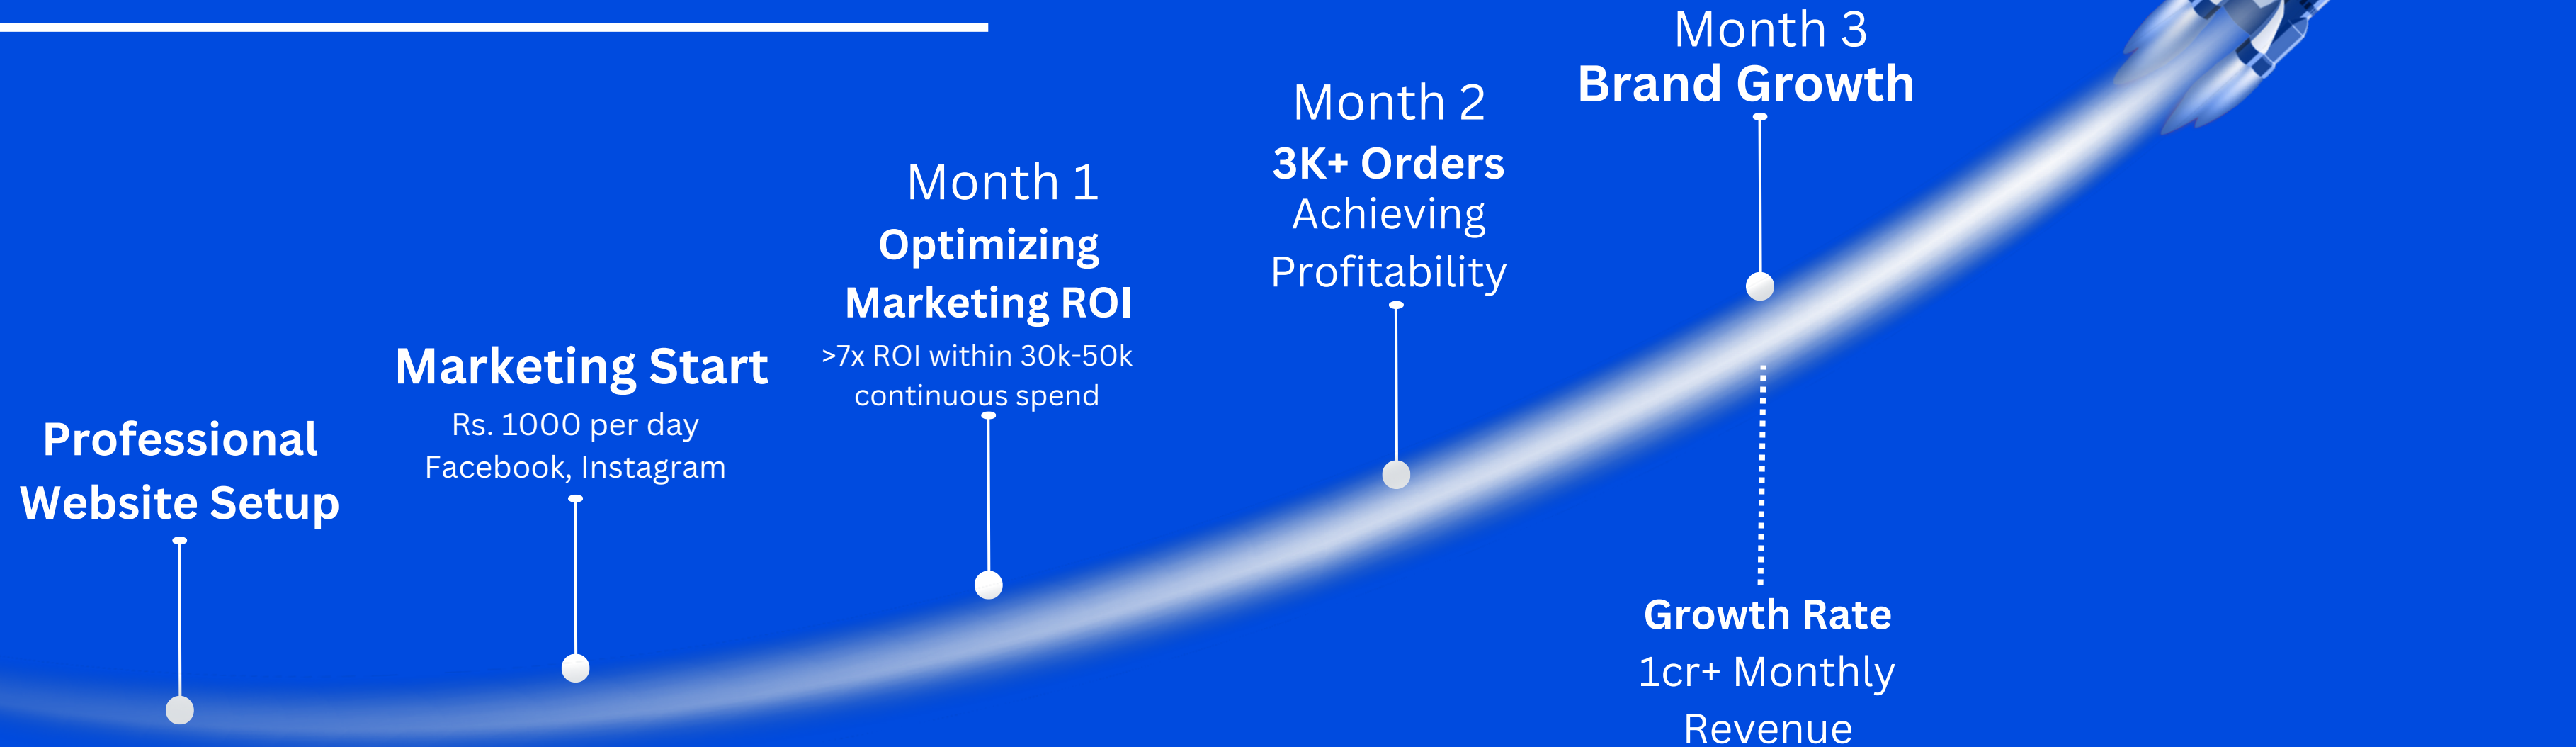 Professional
Website Setup
Marketing Start
Rs. 1000 per day
Facebook, Instagram
Month 1
Optimizing
Marketing ROI
>7x ROI within 30k-50k
continuous spend
Month 2
3K+ Orders
Achieving
Profitability
Month 3
Brand Growth
Growth Rate
1cr+ Monthly
Revenue